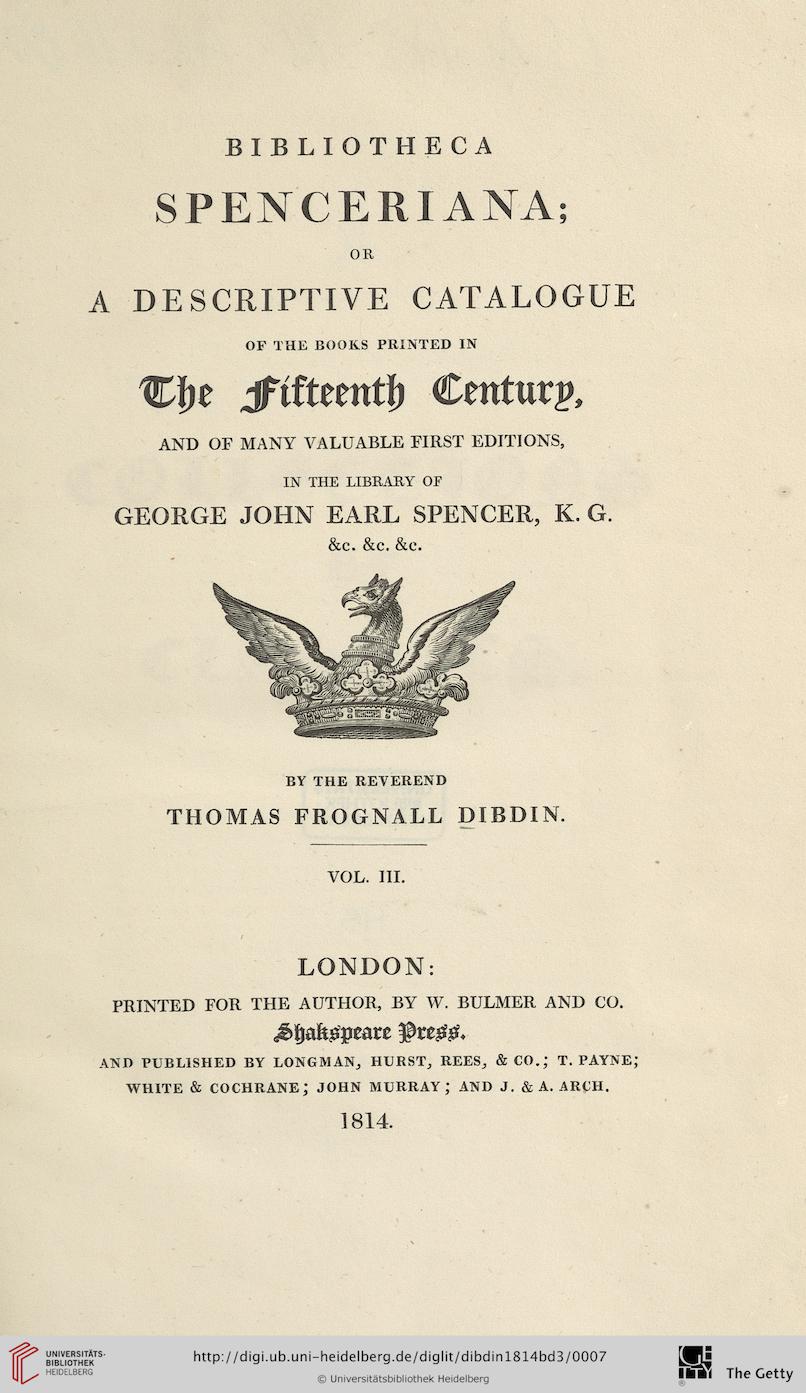 BIBLIOTHECA
SPENCERIANA;
OR
A DESCRIPTIVE CATALOGUE
OF THE BOOKS PRINTED IN
The Fifteenth Century,
AND OF MANY VALUABLE FIRST EDITIONS,
IN THE LIBRARY OF
GEORGE JOHN EARL SPENCER, K. G.
&c. &c. &c.
BY THE REVEREND
THOMAS FROGNALL DIBDIN.
VOL. III.
LONDON:
PRINTED FOR THE AUTHOR, BY W. BULMER AND CO.
Shakspeare Press.
AND PUBLISHED BY LONGMAN, HURST, REES, & CO.; T. PAYNE;
WHITE & COCHRANE; JOHN MURRAY; AND J. & A. ARCH.
1814.
UNIVERSITÄTS-
BIBLIOTHEK
HEIDELBERG
http://digi.ub.uni-heidelberg.de/diglit/dibdin1814bd3/0007
© Universitätsbibliothek Heidelberg
GETTY
The Getty